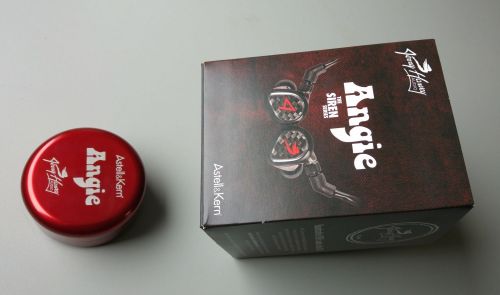 Astell&Kern
Angie
Jerry Harvey
Jerry Harvey
Angie
THE
SIREN
SERIES
Astell&Kern